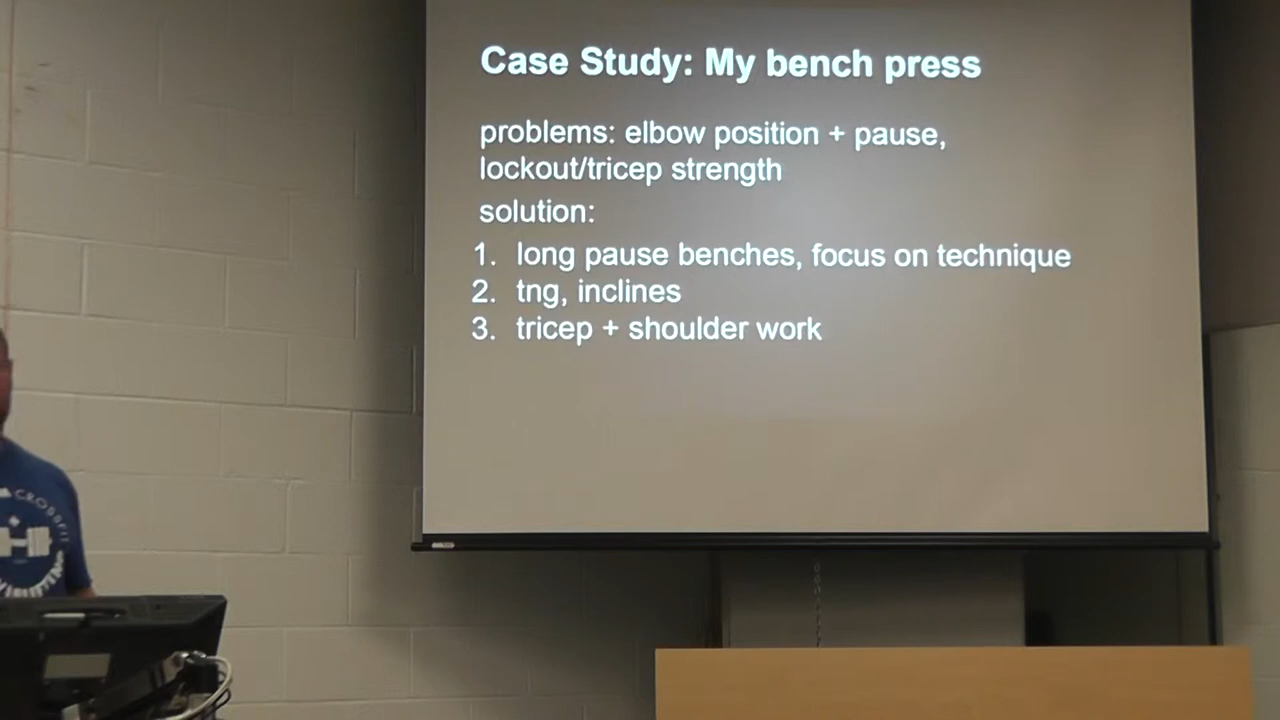 Case Study: My bench press
problems: elbow position + pause,
lockout/tricep strength
solution:
1. long pause benches, focus on technique
2. tng, inclines
3. tricep + shoulder work
CROSSFIT
H